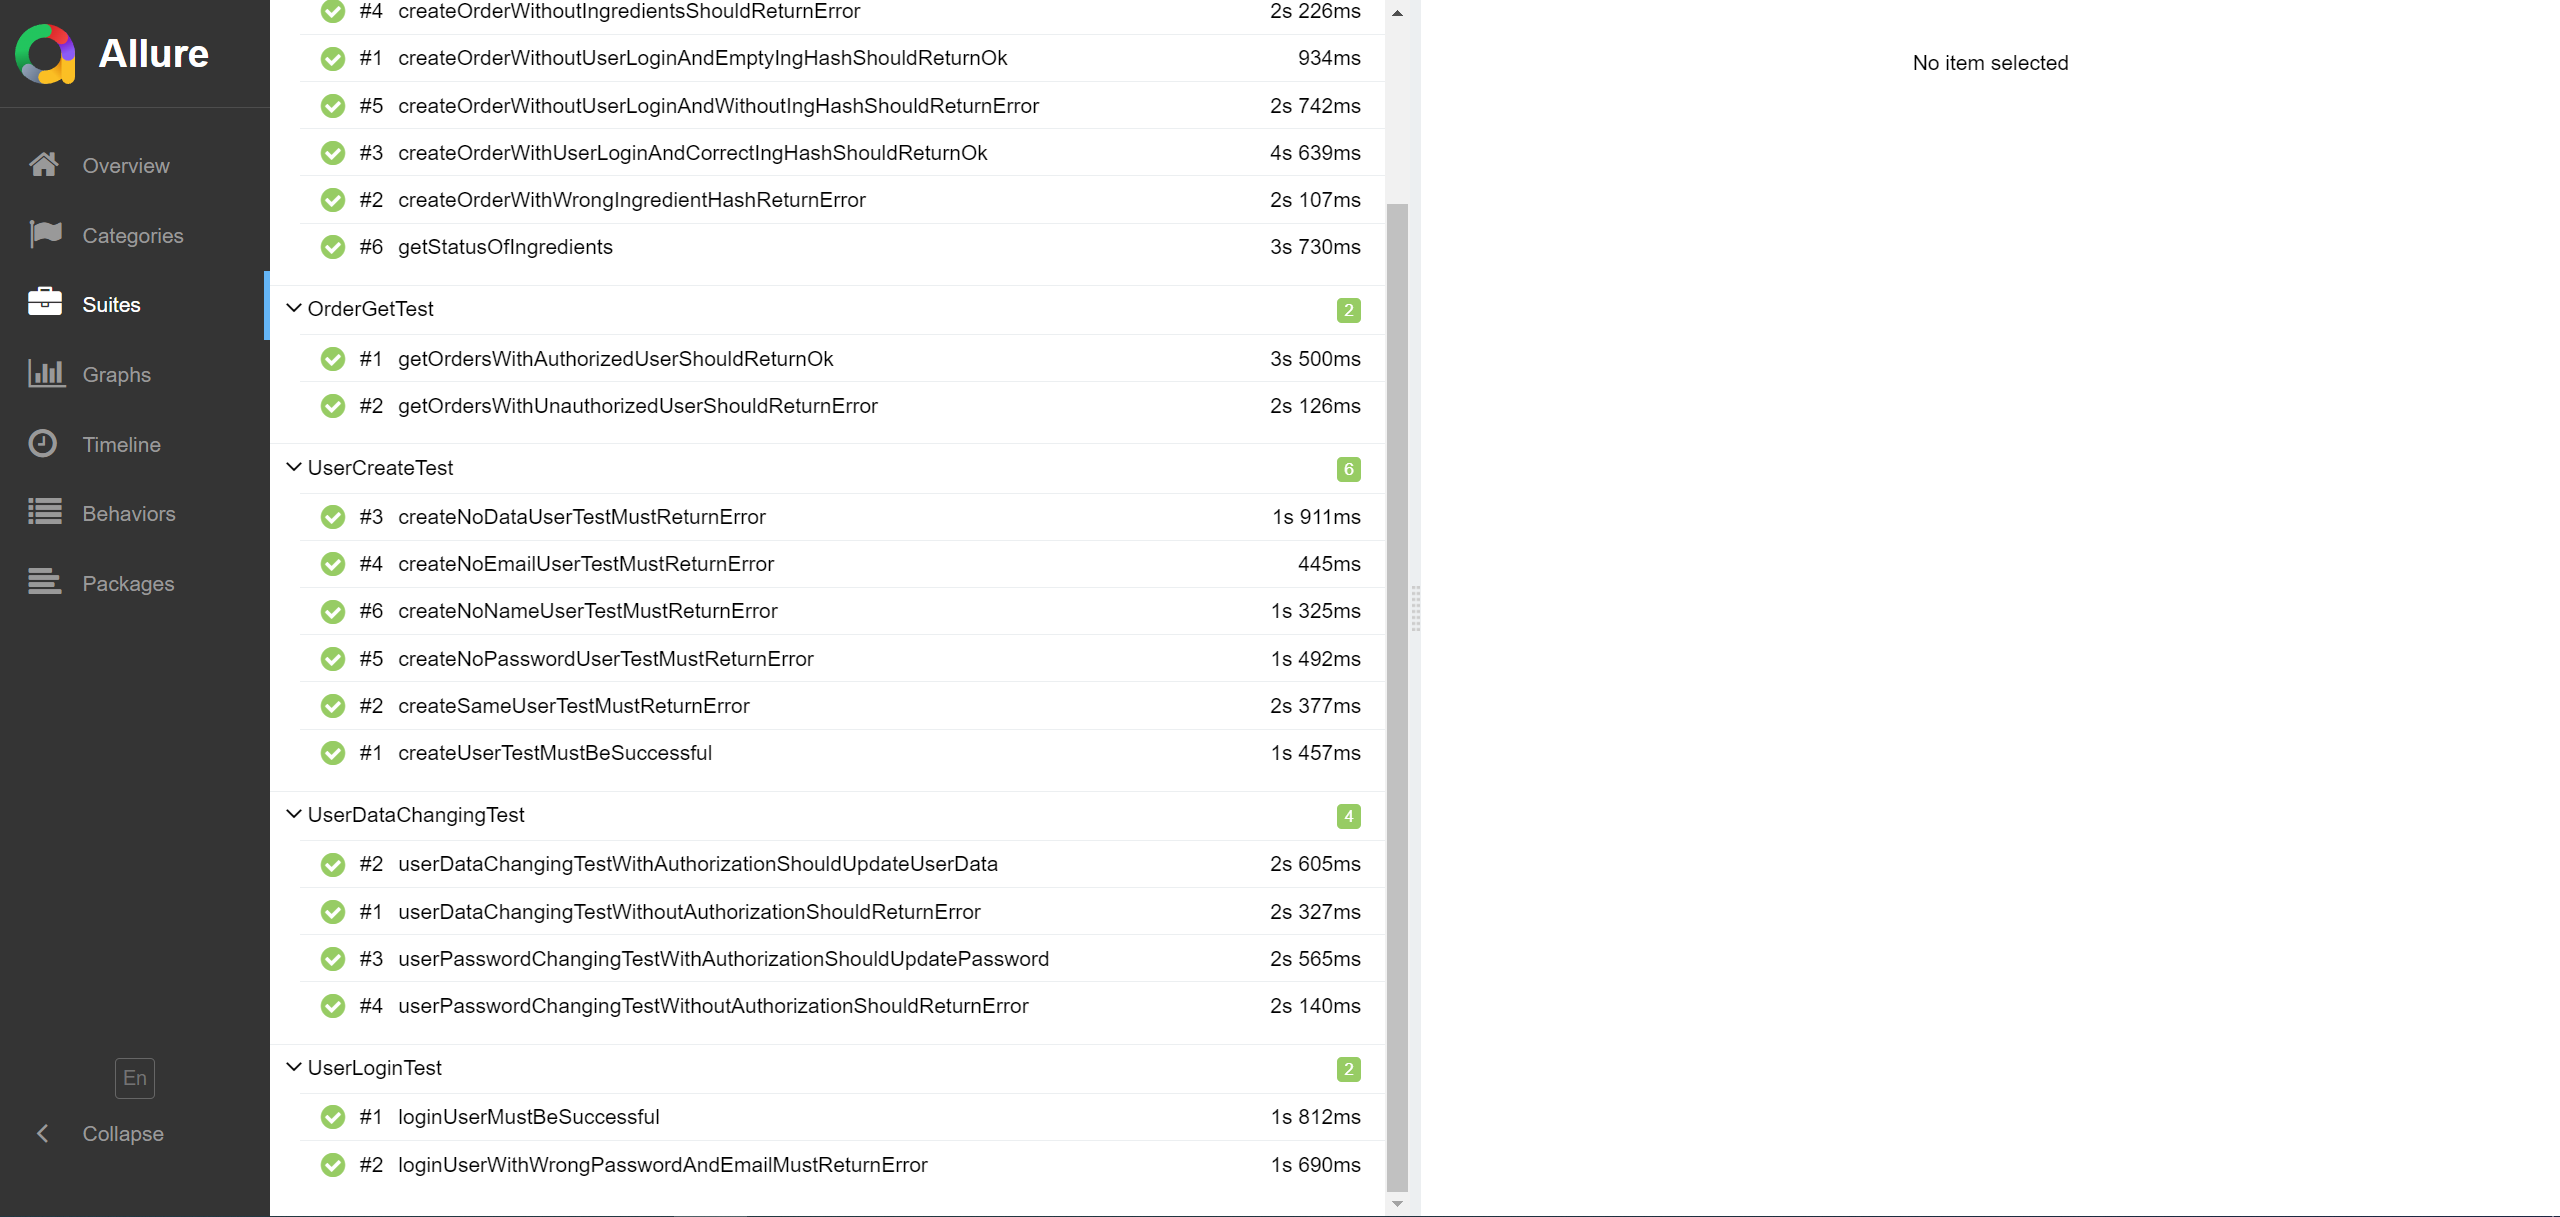 Allure
Overview
Categories
Suites
Graphs
Timeline
Behaviors
Packages
En
Collapse
#4 createOrderWithoutIngredientsShouldReturnError 2s 226ms
#1 createOrderWithoutUserLoginAndEmptyIngHashShouldReturnOk 934ms
#5 createOrderWithoutUserLoginAndWithoutIngHashShouldReturnError 2s 742ms
#3 createOrderWithUserLoginAndCorrectIngHashShouldReturnOk 4s 639ms
#2 createOrderWithWrongIngredientHashReturnError 2s 107ms
#6 getStatusOfIngredients 3s 730ms
OrderGetTest 2
#1 getOrdersWithAuthorizedUserShouldReturnOk 3s 500ms
#2 getOrdersWithUnauthorizedUserShouldReturnError 2s 126ms
UserCreateTest 6
#3 createNoDataUserTestMustReturnError 1s 911ms
#4 createNoEmailUserTestMustReturnError 445ms
#6 createNoNameUserTestMustReturnError 1s 325ms
#5 createNoPasswordUserTestMustReturnError 1s 492ms
#2 createSameUserTestMustReturnError 2s 377ms
#1 createUserTestMustBeSuccessful 1s 457ms
UserDataChangingTest 4
#2 userDataChangingTestWithAuthorizationShouldUpdateUserData 2s 605ms
#1 userDataChangingTestWithoutAuthorizationShouldReturnError 2s 327ms
#3 userPasswordChangingTestWithAuthorizationShouldUpdatePassword 2s 565ms
#4 userPasswordChangingTestWithoutAuthorizationShouldReturnError 2s 140ms
UserLoginTest 2
#1 loginUserMustBeSuccessful 1s 812ms
#2 loginUserWithWrongPasswordAndEmailMustReturnError 1s 690ms
No item selected